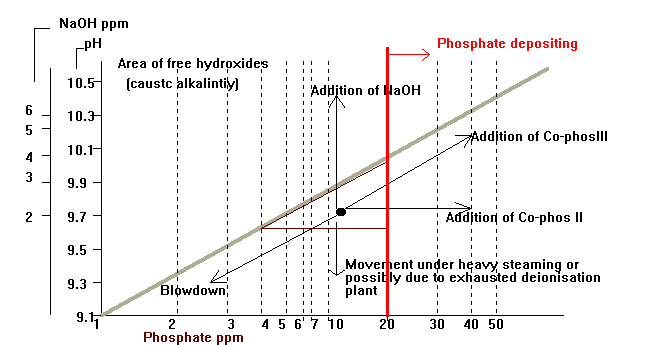 NaOH ppm
pH
Phosphate depositing
Area of free hydroxides
(caustc alkalintiy)
10.5
Addition of NaOH
6
10.3
5
Addition of Co-phosIII
4
10.1
3
9.9
2
9.7
Addition of Co-phos II
9.5
Movement under heavy steaming or
possibly due to exhausted deionisation
plant
9.3
Blowdown
9.1
1 2 3 4 5 6 7 10 20 30 40 50
Phosphate ppm